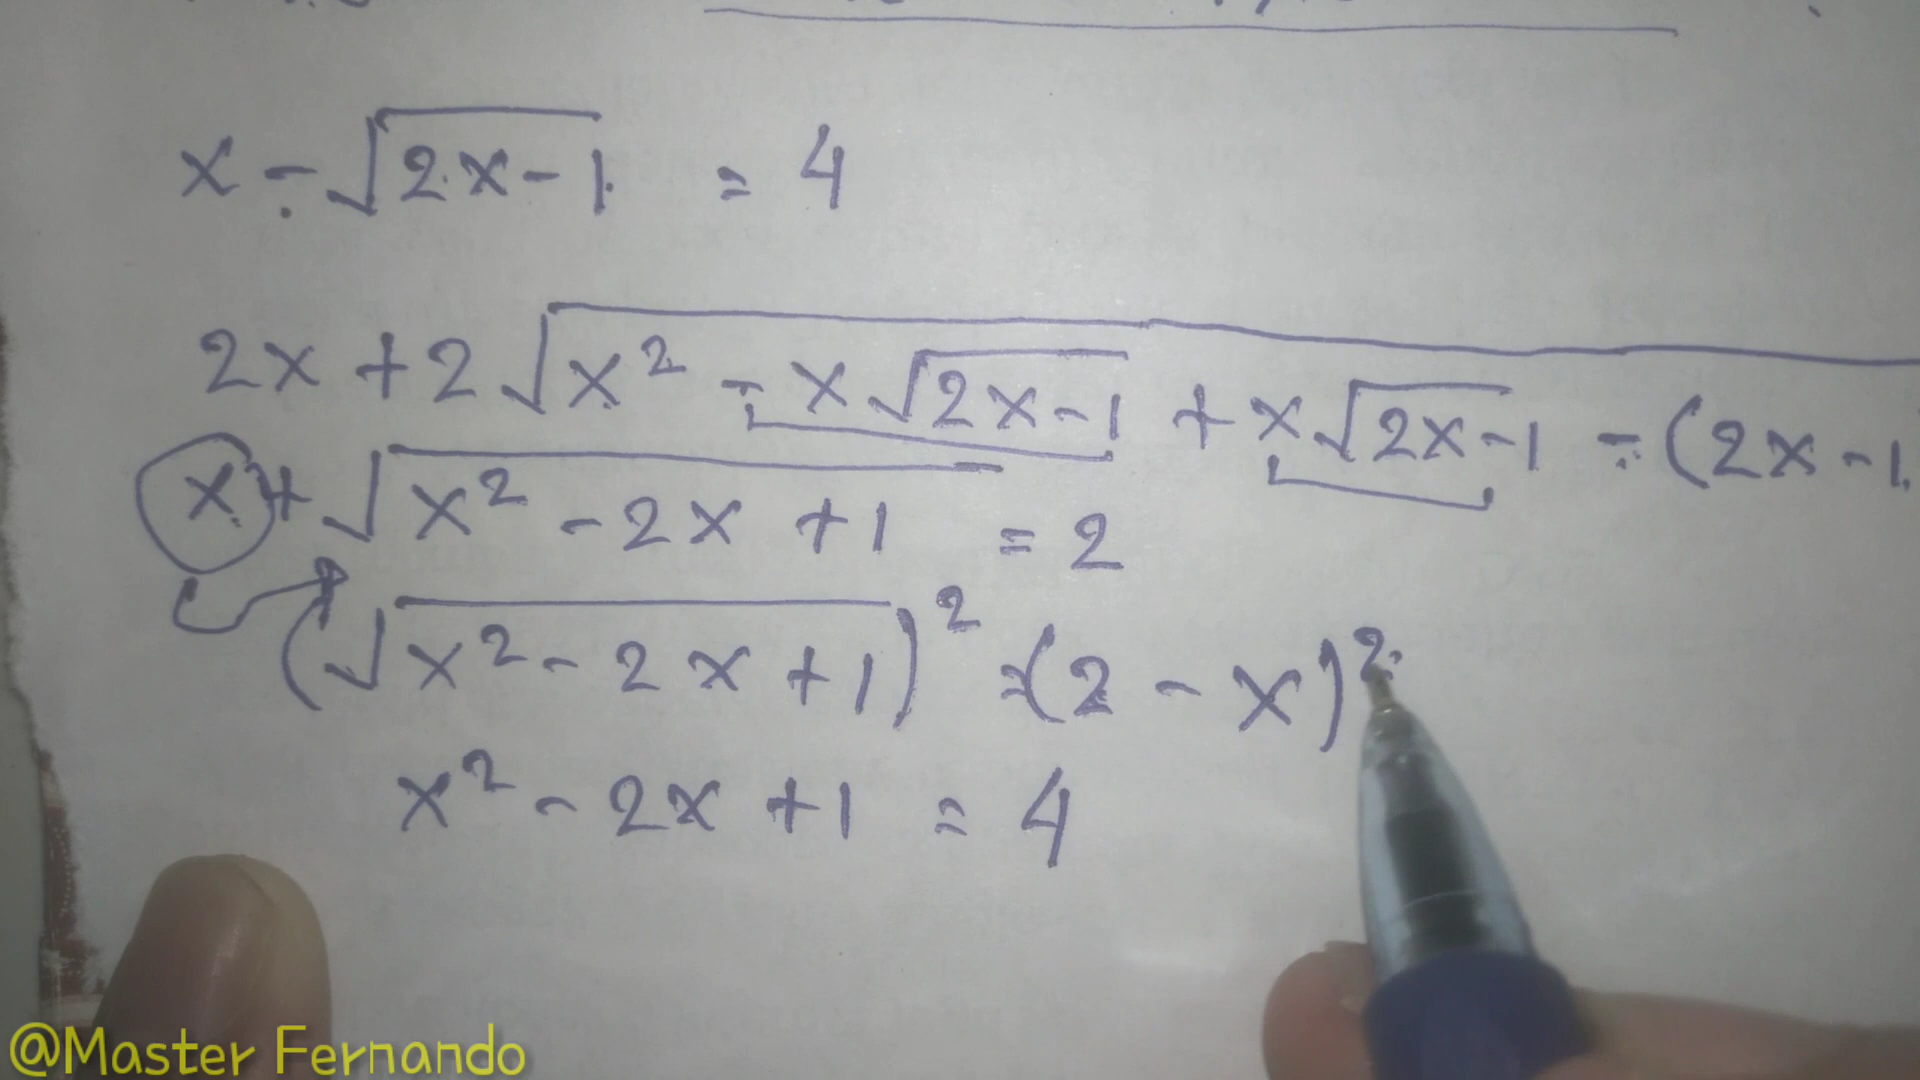 x - √(2x-1) = 4
2x + 2√(x² - x√(2x-1) + x√(2x-1) - (2x-1
x + √(x² - 2x + 1) = 2
(√(x² - 2x + 1))² = (2 - x)²
x² - 2x + 1 = 4
@Master Fernando